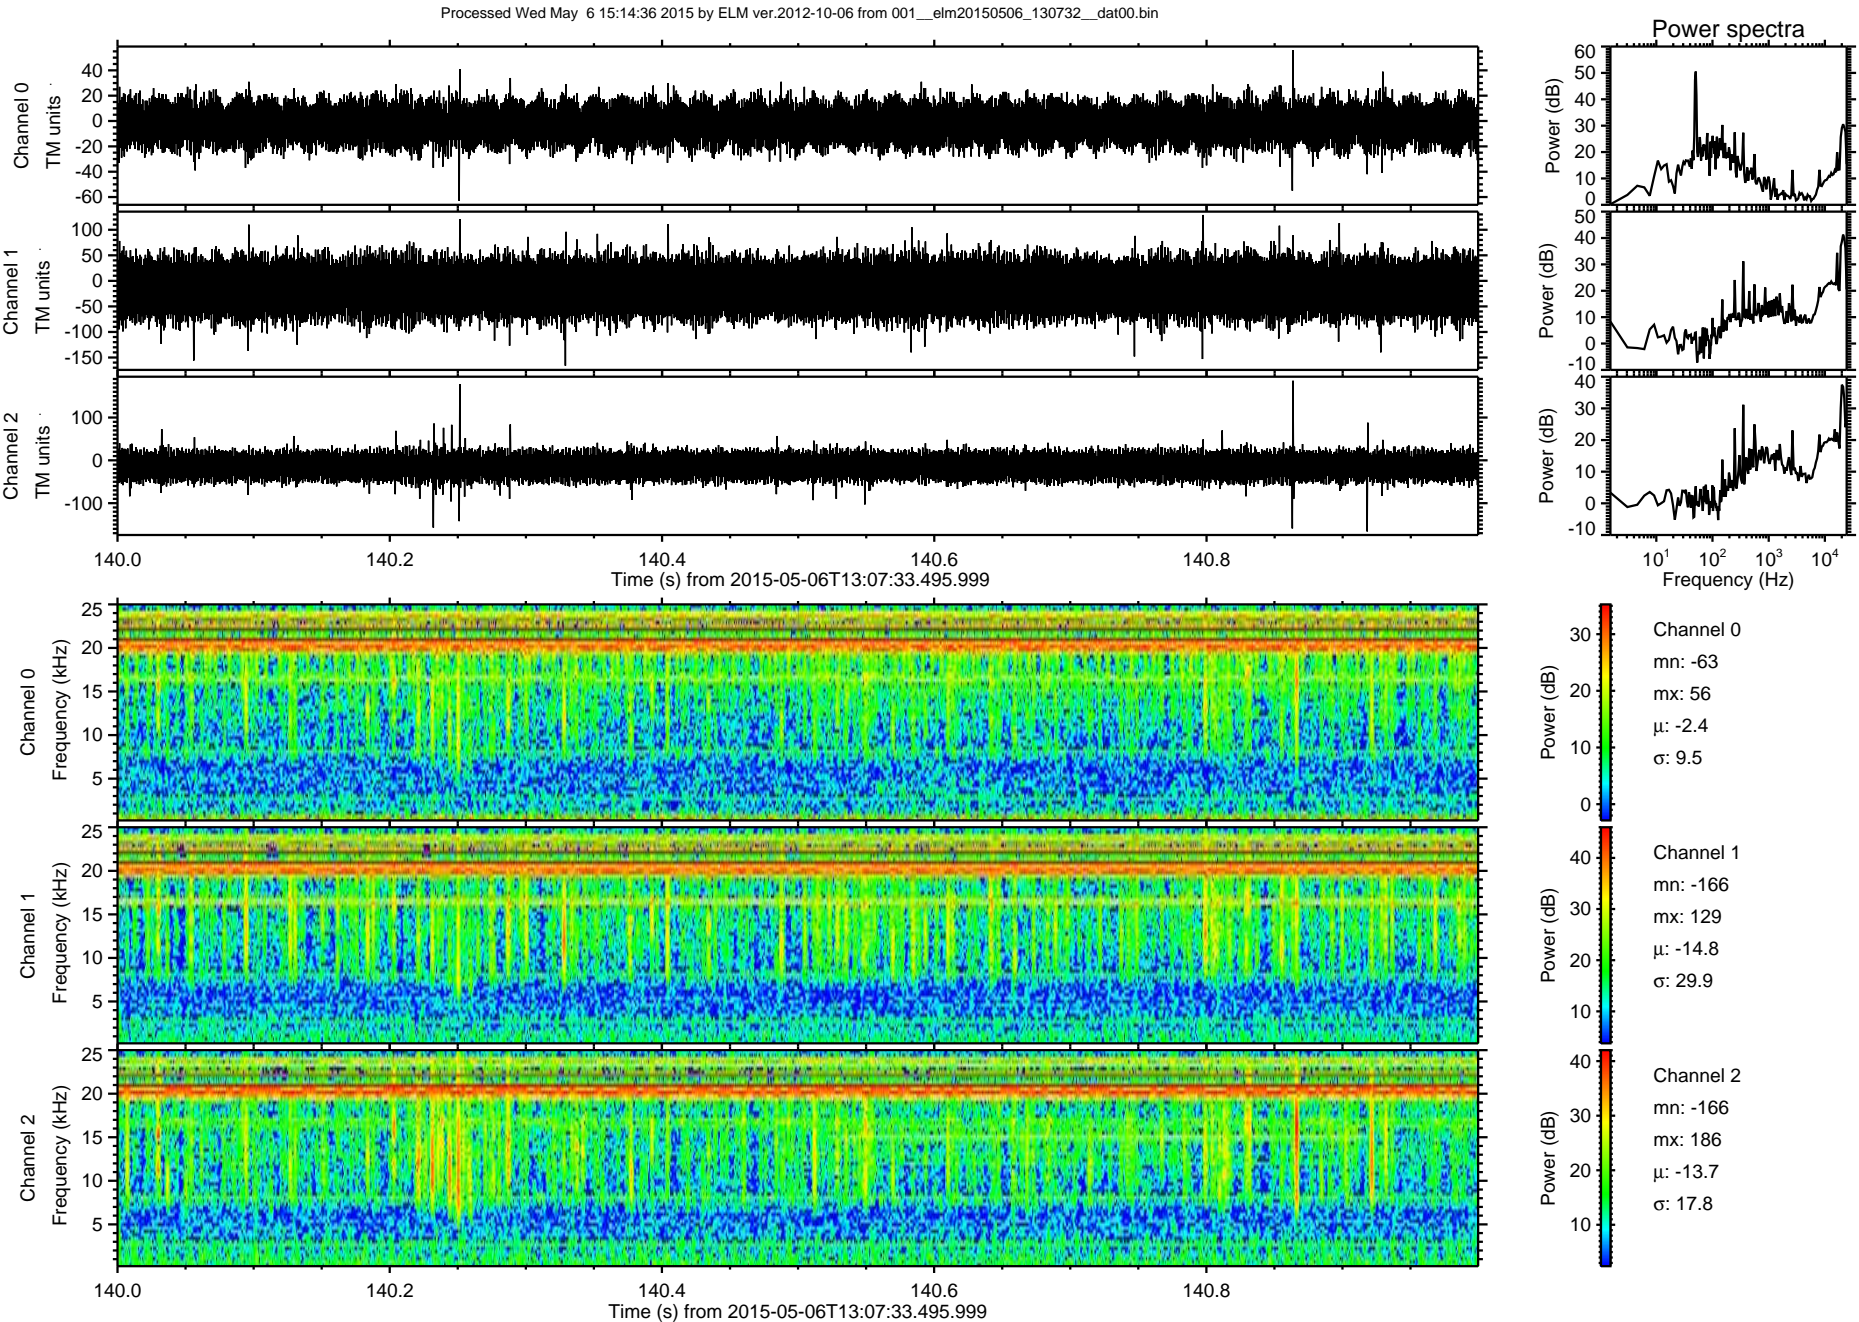 Processed Wed May  6 15:14:36 2015 by ELM ver.2012-10-06 from 001__elm20150506_130732__dat00.bin
Power spectra
Channel 0
TM units
40
20
0
-20
-40
-60
Power (dB)
60
50
40
30
20
10
0
Channel 1
TM units
100
50
0
-50
-100
-150
Power (dB)
50
40
30
20
10
0
-10
Channel 2
TM units
100
0
-100
Power (dB)
40
30
20
10
0
-10
140.0 140.2 140.4 140.6 140.8
Time (s) from 2015-05-06T13:07:33.495.999
10¹ 10² 10³ 10⁴
Frequency (Hz)
Channel 0
Frequency (kHz)
25
20
15
10
5
Power (dB)
30
20
10
0
Channel 0
mn: -63
mx: 56
μ: -2.4
σ: 9.5
Channel 1
Frequency (kHz)
25
20
15
10
5
Power (dB)
40
30
20
10
Channel 1
mn: -166
mx: 129
μ: -14.8
σ: 29.9
Channel 2
Frequency (kHz)
25
20
15
10
5
Power (dB)
40
30
20
10
Channel 2
mn: -166
mx: 186
μ: -13.7
σ: 17.8
140.0 140.2 140.4 140.6 140.8
Time (s) from 2015-05-06T13:07:33.495.999